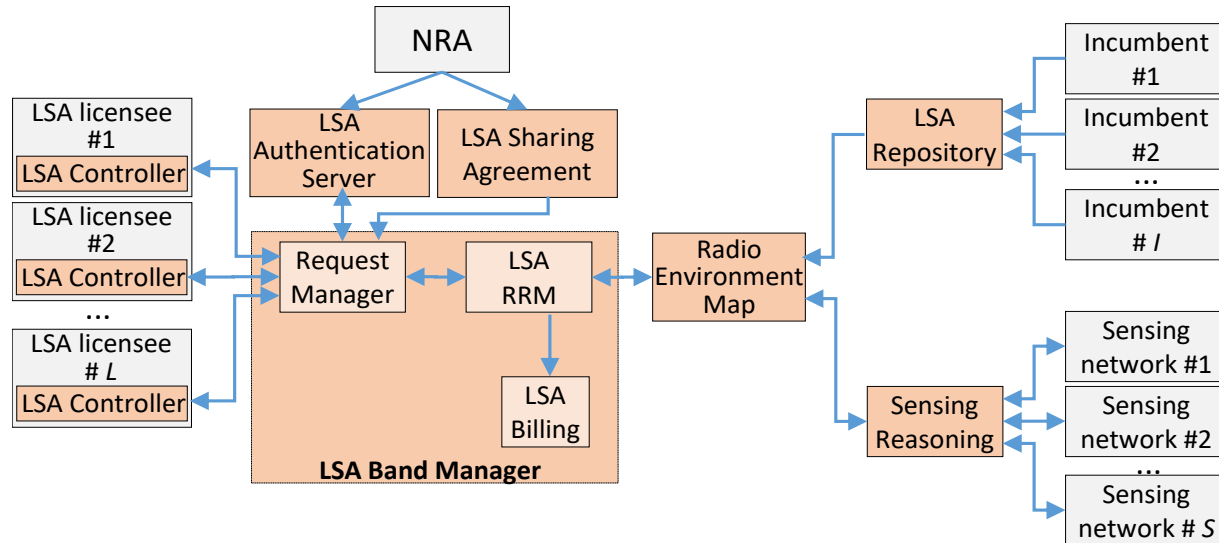 NRA
LSA licensee
#1
LSA Controller
LSA licensee
#2
LSA Controller
...
LSA licensee
# L
LSA Controller
LSA
Authentication
Server
LSA Sharing
Agreement
Request
Manager
LSA
RRM
LSA
Billing
LSA Band Manager
Radio
Environment
Map
LSA
Repository
Sensing
Reasoning
Incumbent
#1
Incumbent
#2
...
Incumbent
# I
Sensing
network #1
Sensing
network #2
...
Sensing
network # S